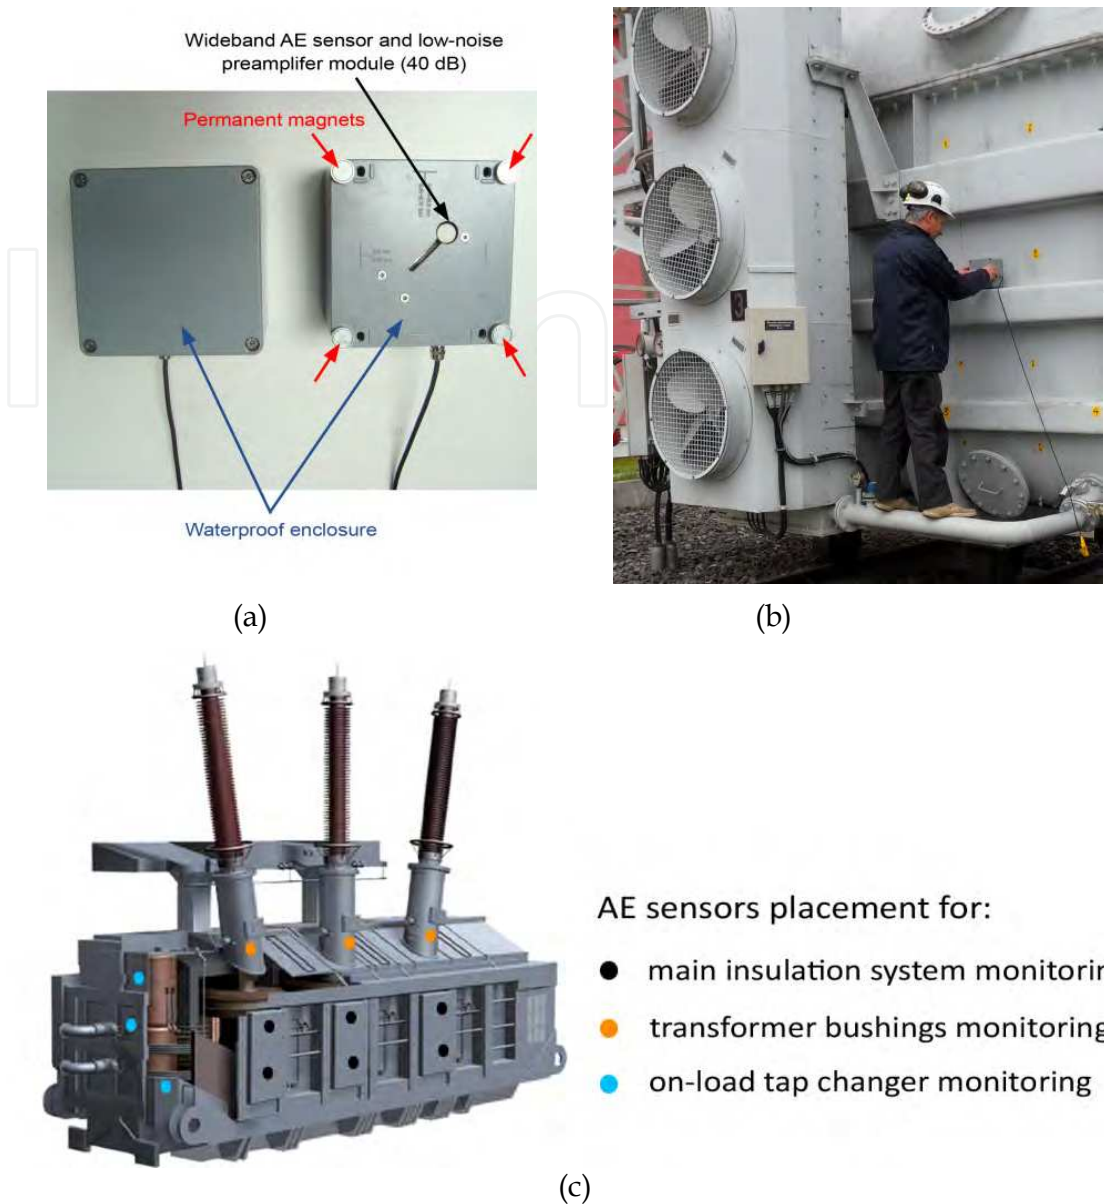 Wideband AE sensor and low-noise
preamplifer module (40 dB)
Permanent magnets
Waterproof enclosure
(a)
(b)
AE sensors placement for:
main insulation system monitorin
transformer bushings monitoring
on-load tap changer monitoring
(c)